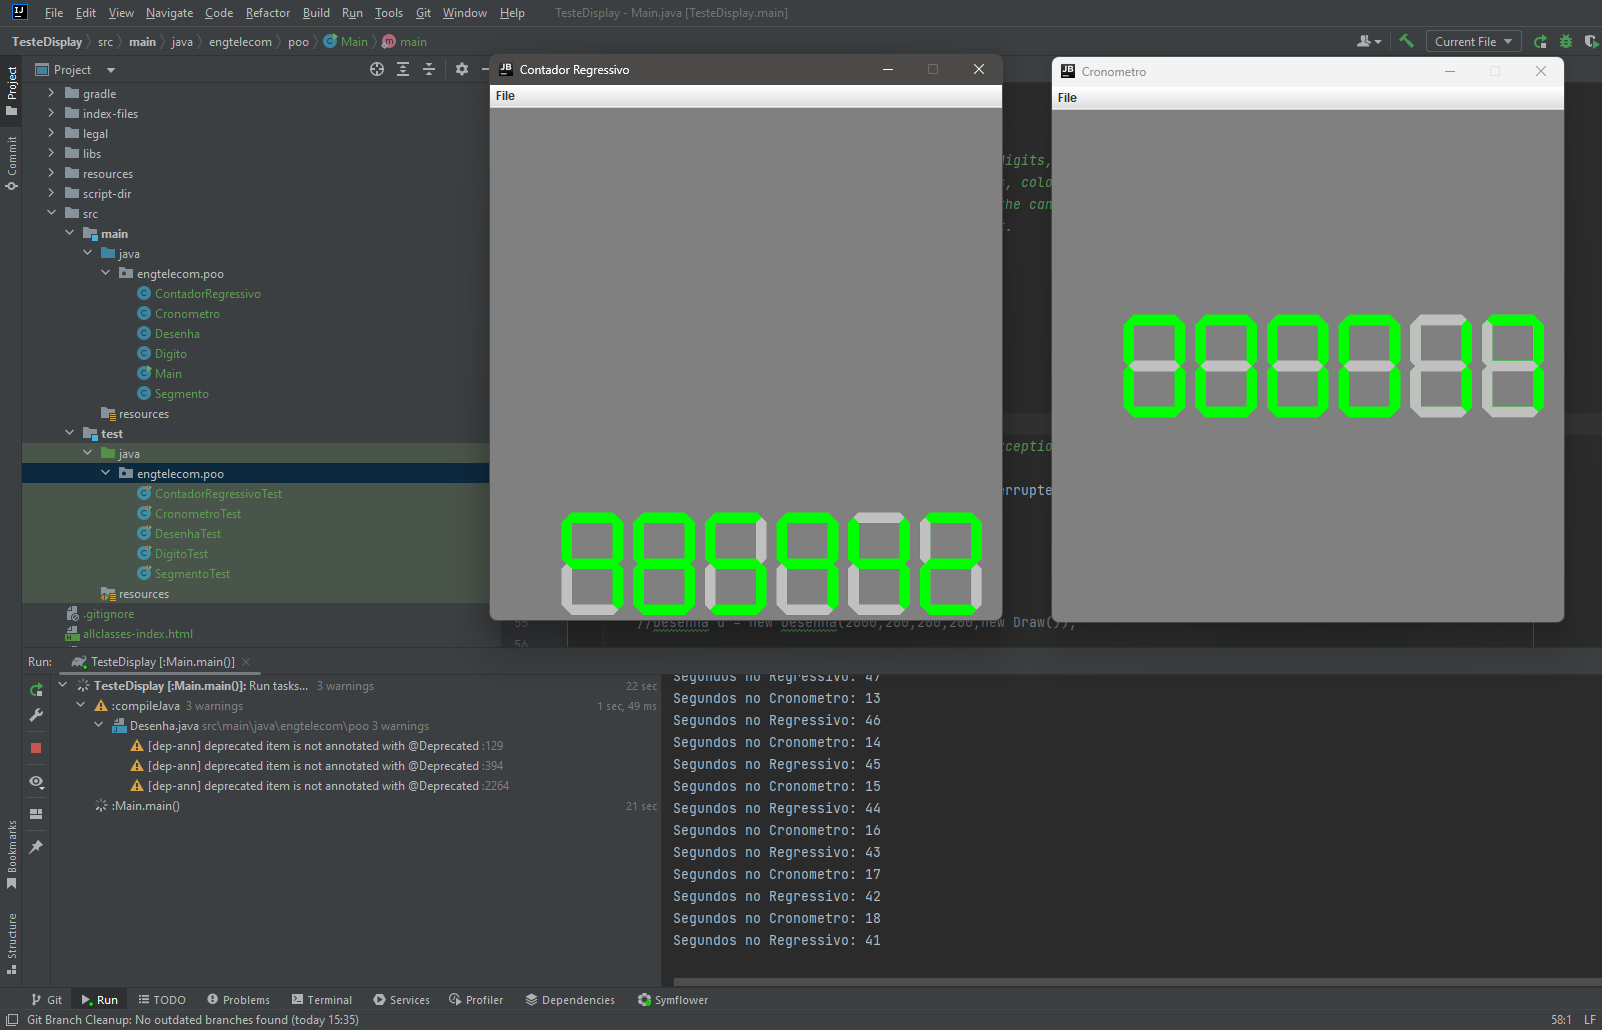 File Edit View Navigate Code Refactor Build Run Tools Git Window Help TesteDisplay - Main.java [TesteDisplay.main]
TesteDisplay src main java engtelecom poo Main main Current File
Project
Project
Commit
gradle
index-files
legal
libs
resources
script-dir
src
main
java
engtelecom.poo
ContadorRegressivo
Cronometro
Desenha
Digito
Main
Segmento
resources
test
java
engtelecom.poo
ContadorRegressivoTest
CronometroTest
DesenhaTest
DigitoTest
SegmentoTest
resources
.gitignore
allclasses-index.html
Contador Regressivo
File
985942
Cronometro
File
000017
digits,
, colo
he can
.
ceptio
errupte
55 //Desenha d = new Desenha(2000,200,200,200,new Draw());
56
Run: TesteDisplay [:Main.main()]
TesteDisplay [:Main.main()]: Run tasks... 3 warnings 22 sec
:compileJava 3 warnings 1 sec, 49 ms
Desenha.java src\main\java\engtelecom\poo 3 warnings
[dep-ann] deprecated item is not annotated with @Deprecated :129
[dep-ann] deprecated item is not annotated with @Deprecated :394
[dep-ann] deprecated item is not annotated with @Deprecated :2264
:Main.main() 21 sec
Segundos no Regressivo: 47
Segundos no Cronometro: 13
Segundos no Regressivo: 46
Segundos no Cronometro: 14
Segundos no Regressivo: 45
Segundos no Cronometro: 15
Segundos no Regressivo: 44
Segundos no Cronometro: 16
Segundos no Regressivo: 43
Segundos no Cronometro: 17
Segundos no Regressivo: 42
Segundos no Cronometro: 18
Segundos no Regressivo: 41
Bookmarks
Structure
Git Run TODO Problems Terminal Services Profiler Dependencies Symflower
Git Branch Cleanup: No outdated branches found (today 15:35) 58:1 LF